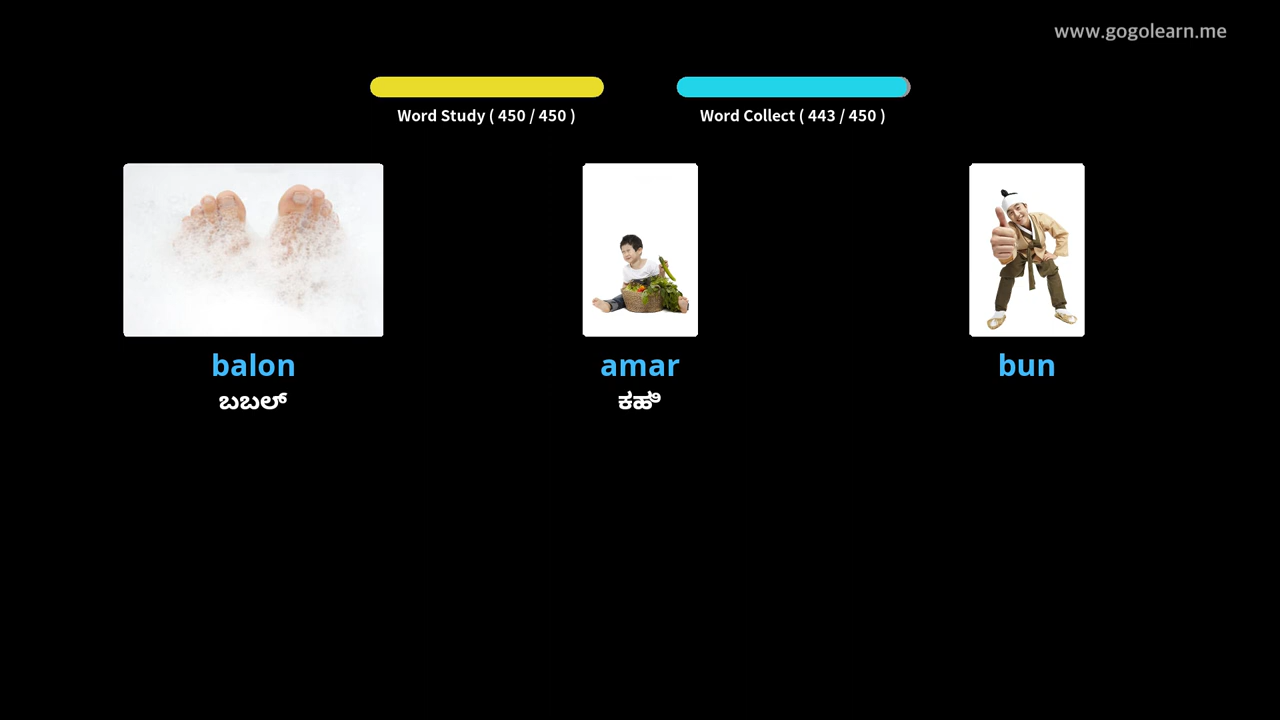 www.gogolearn.me
Word Study ( 450 / 450 )
Word Collect ( 443 / 450 )
balon
amar
bun
ಬಬಲ್
ಕಹಿ